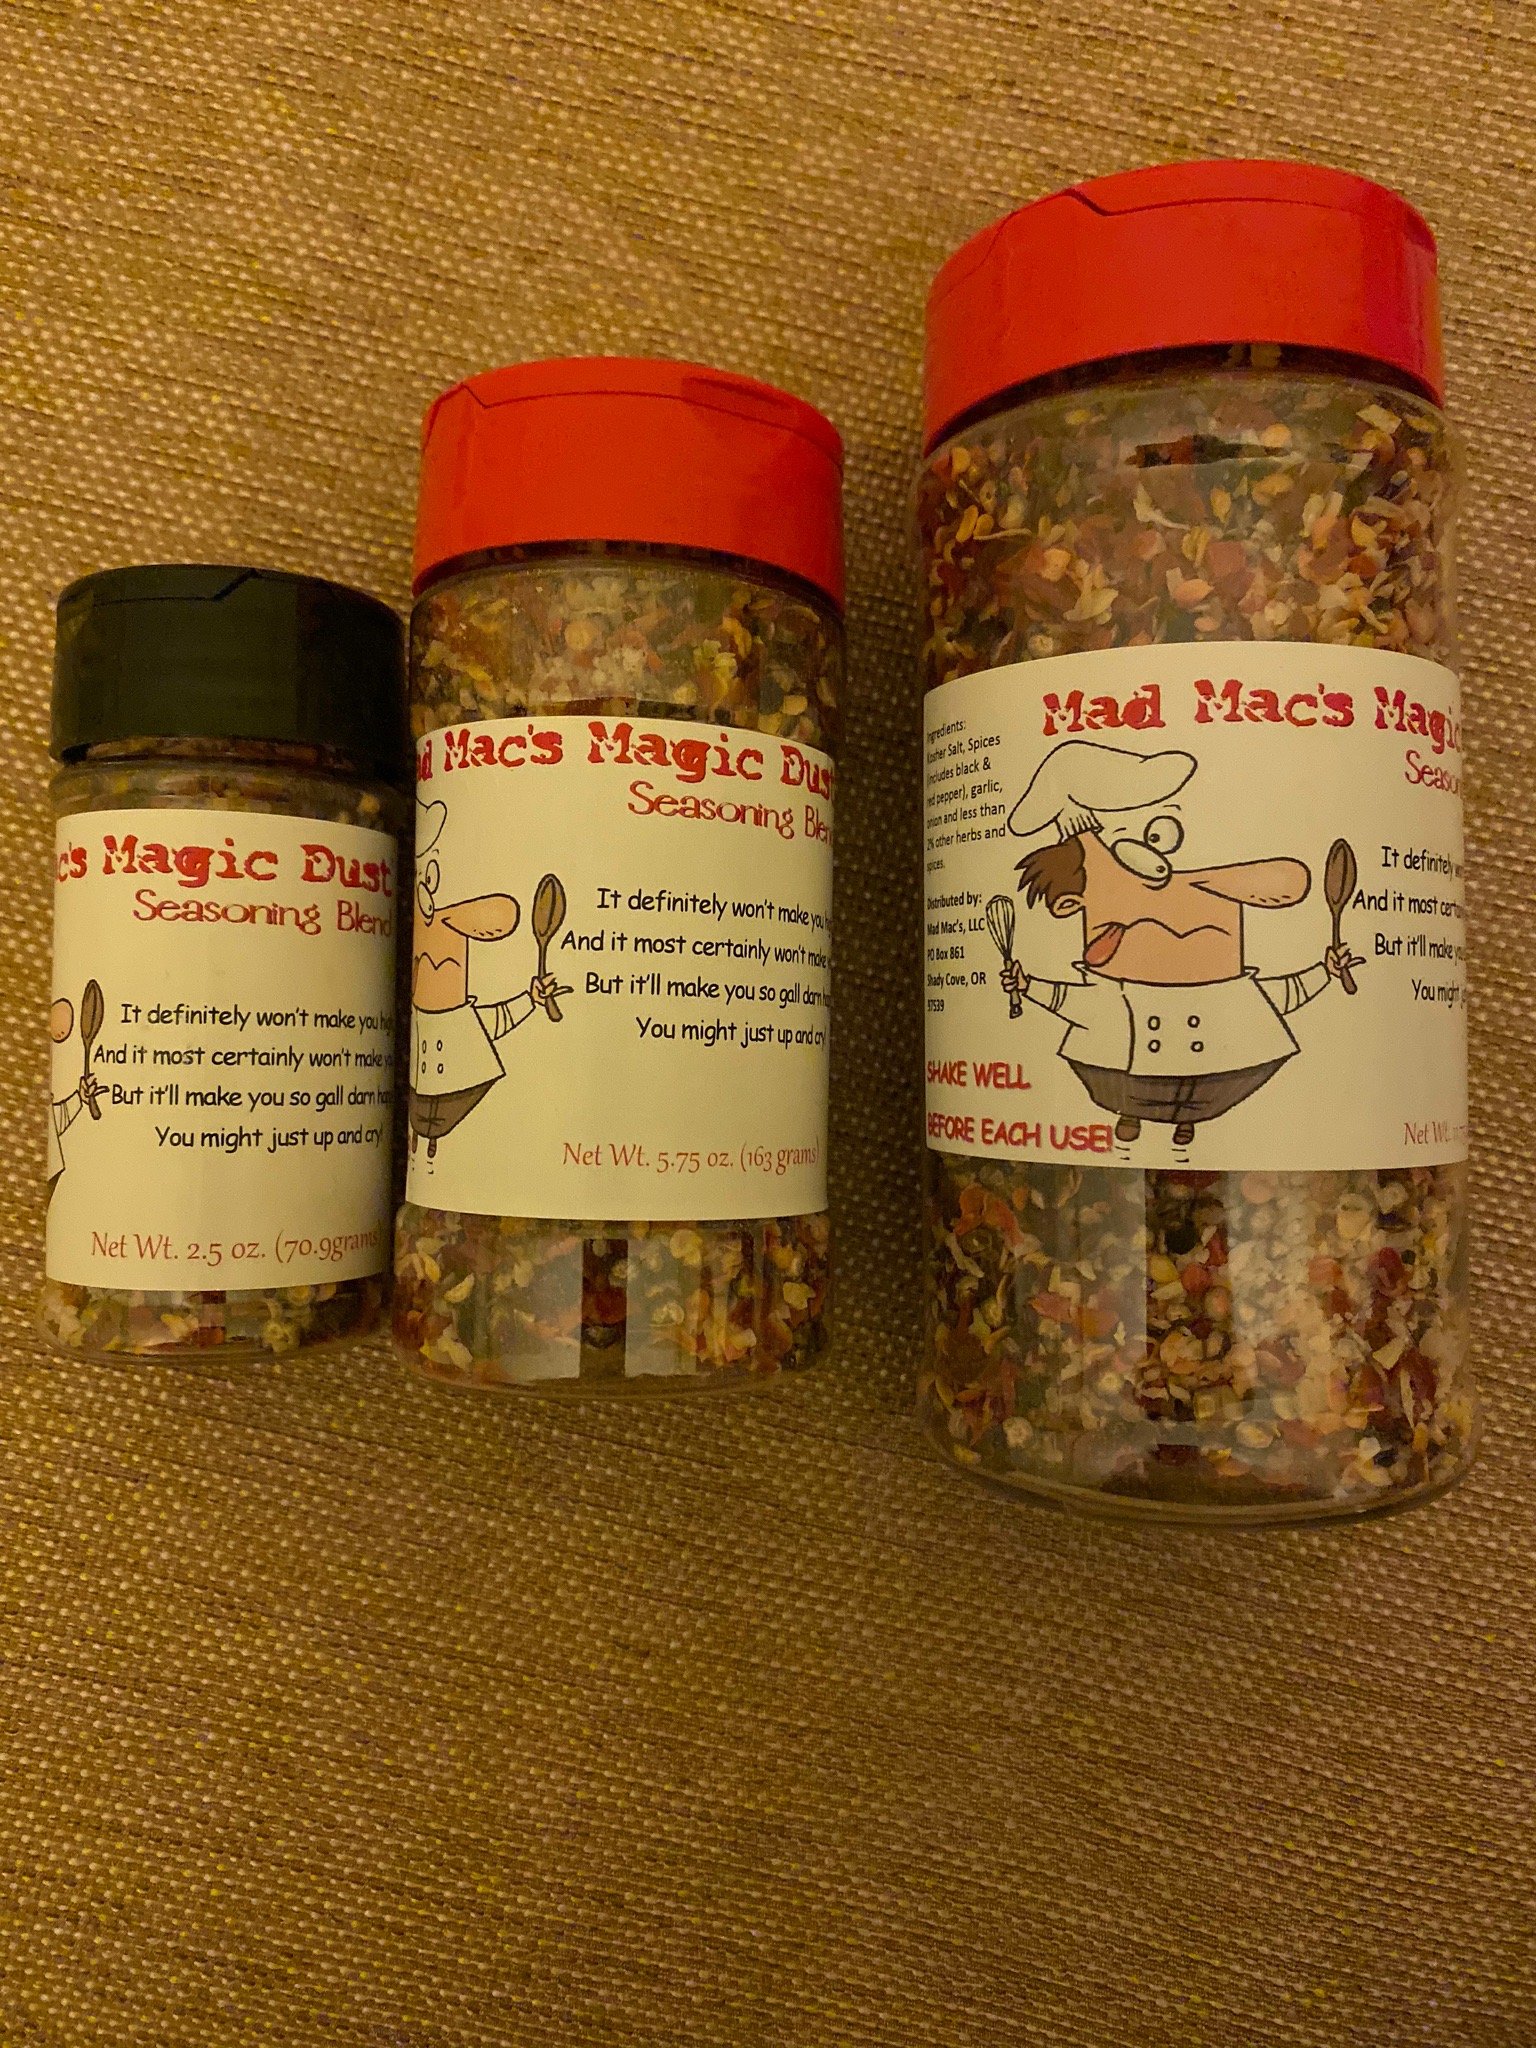 c's Magic Dust
Seasoning Blend
It definitely won't make you
And it most certainly won't make
But it'll make you so gall darn
You might just up and cry!
Net Wt. 2.5 oz. (70.9grams
Mac's Magic Dust
Seasoning Blen
It definitely won't make you
And it most certainly won't make
But it'll make you so gall darn
You might just up and cry!
Net Wt. 5.75 oz. (163 grams)
Mad Mac's Magic
Seaso
Ingredients:
Kosher Salt, Spices
(includes black &
red pepper), garlic,
onion and less than
2% other herbs and
spices.
Distributed by:
Mad Mac's, LLC
PO Box 861
Shady Cove, OR
97539
SHAKE WELL
BEFORE EACH USE!
It definitely
And it most
But it'll make
You might
Net Wt.